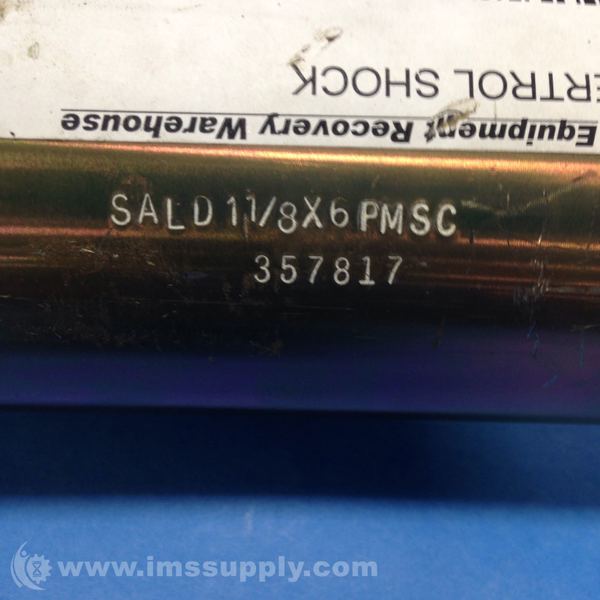 ERTROL SHOCK
Equipment Recovery Warehouse
SALD 1 1/8X6 PMSC
357817
www.imssupply.com